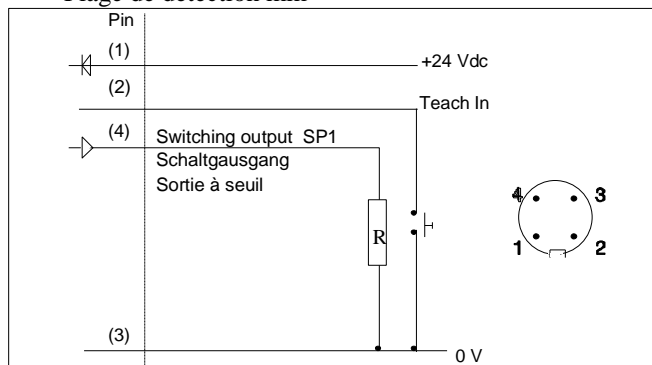 Plage de détection mm
Pin
(1)
+24 Vdc
(2)
Teach In
(4)
Switching output SP1
Schaltgausgang
Sortie à seuil
R
4
3
1
2
(3)
0 V